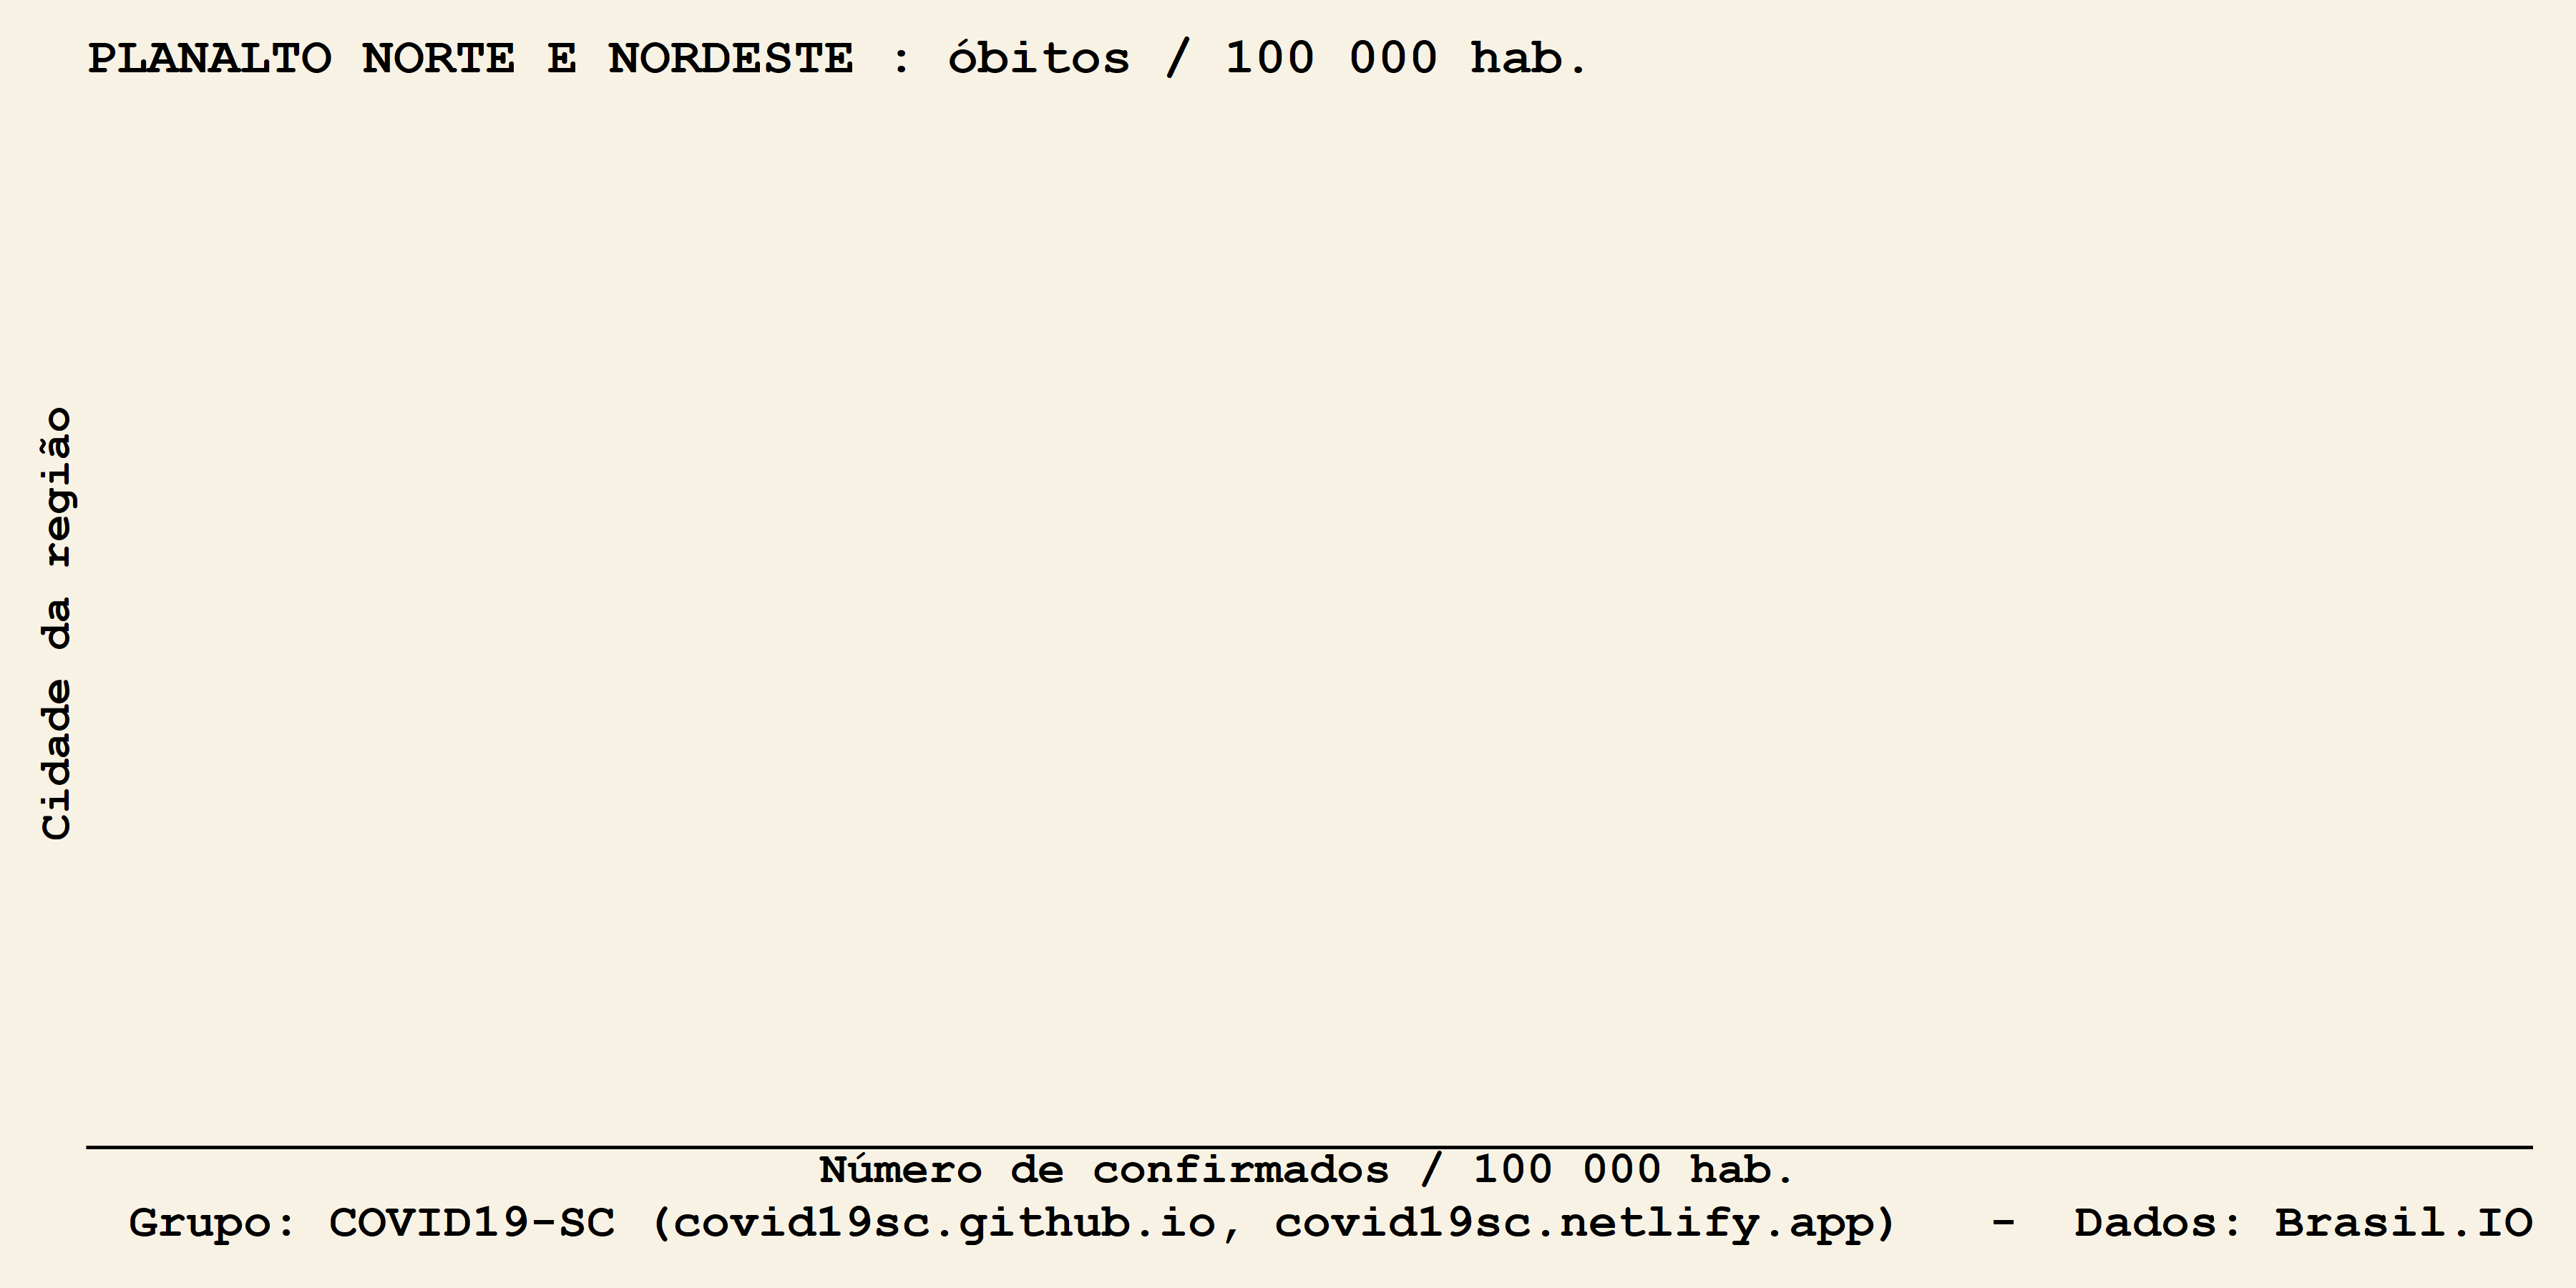 PLANALTO NORTE E NORDESTE : óbitos / 100 000 hab.
Cidade da região
Número de confirmados / 100 000 hab.
Grupo: COVID19-SC (covid19sc.github.io, covid19sc.netlify.app) - Dados: Brasil.IO